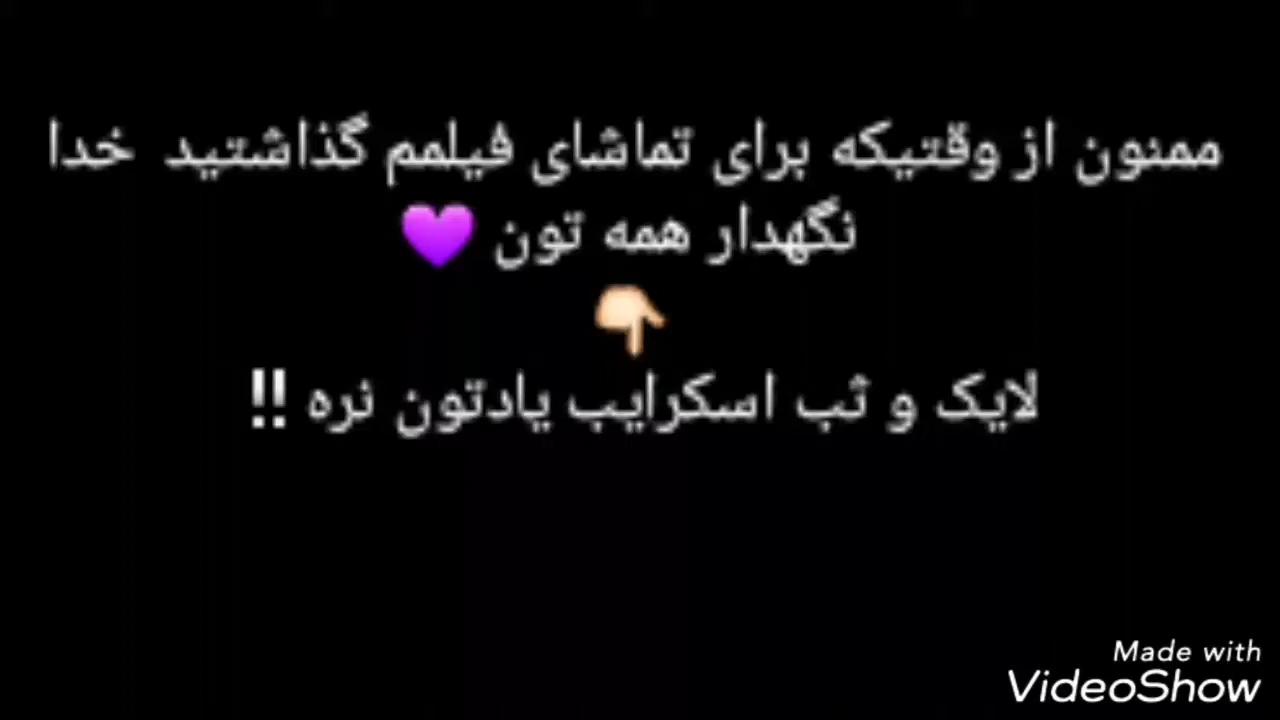 ممنون از وقتیکه برای تماشای فیلمم گذاشتید خدا
نگهدار همه تون 💜
👇🏻
لایک و ثب اسکرایب یادتون نره !!
Made with
VideoShow